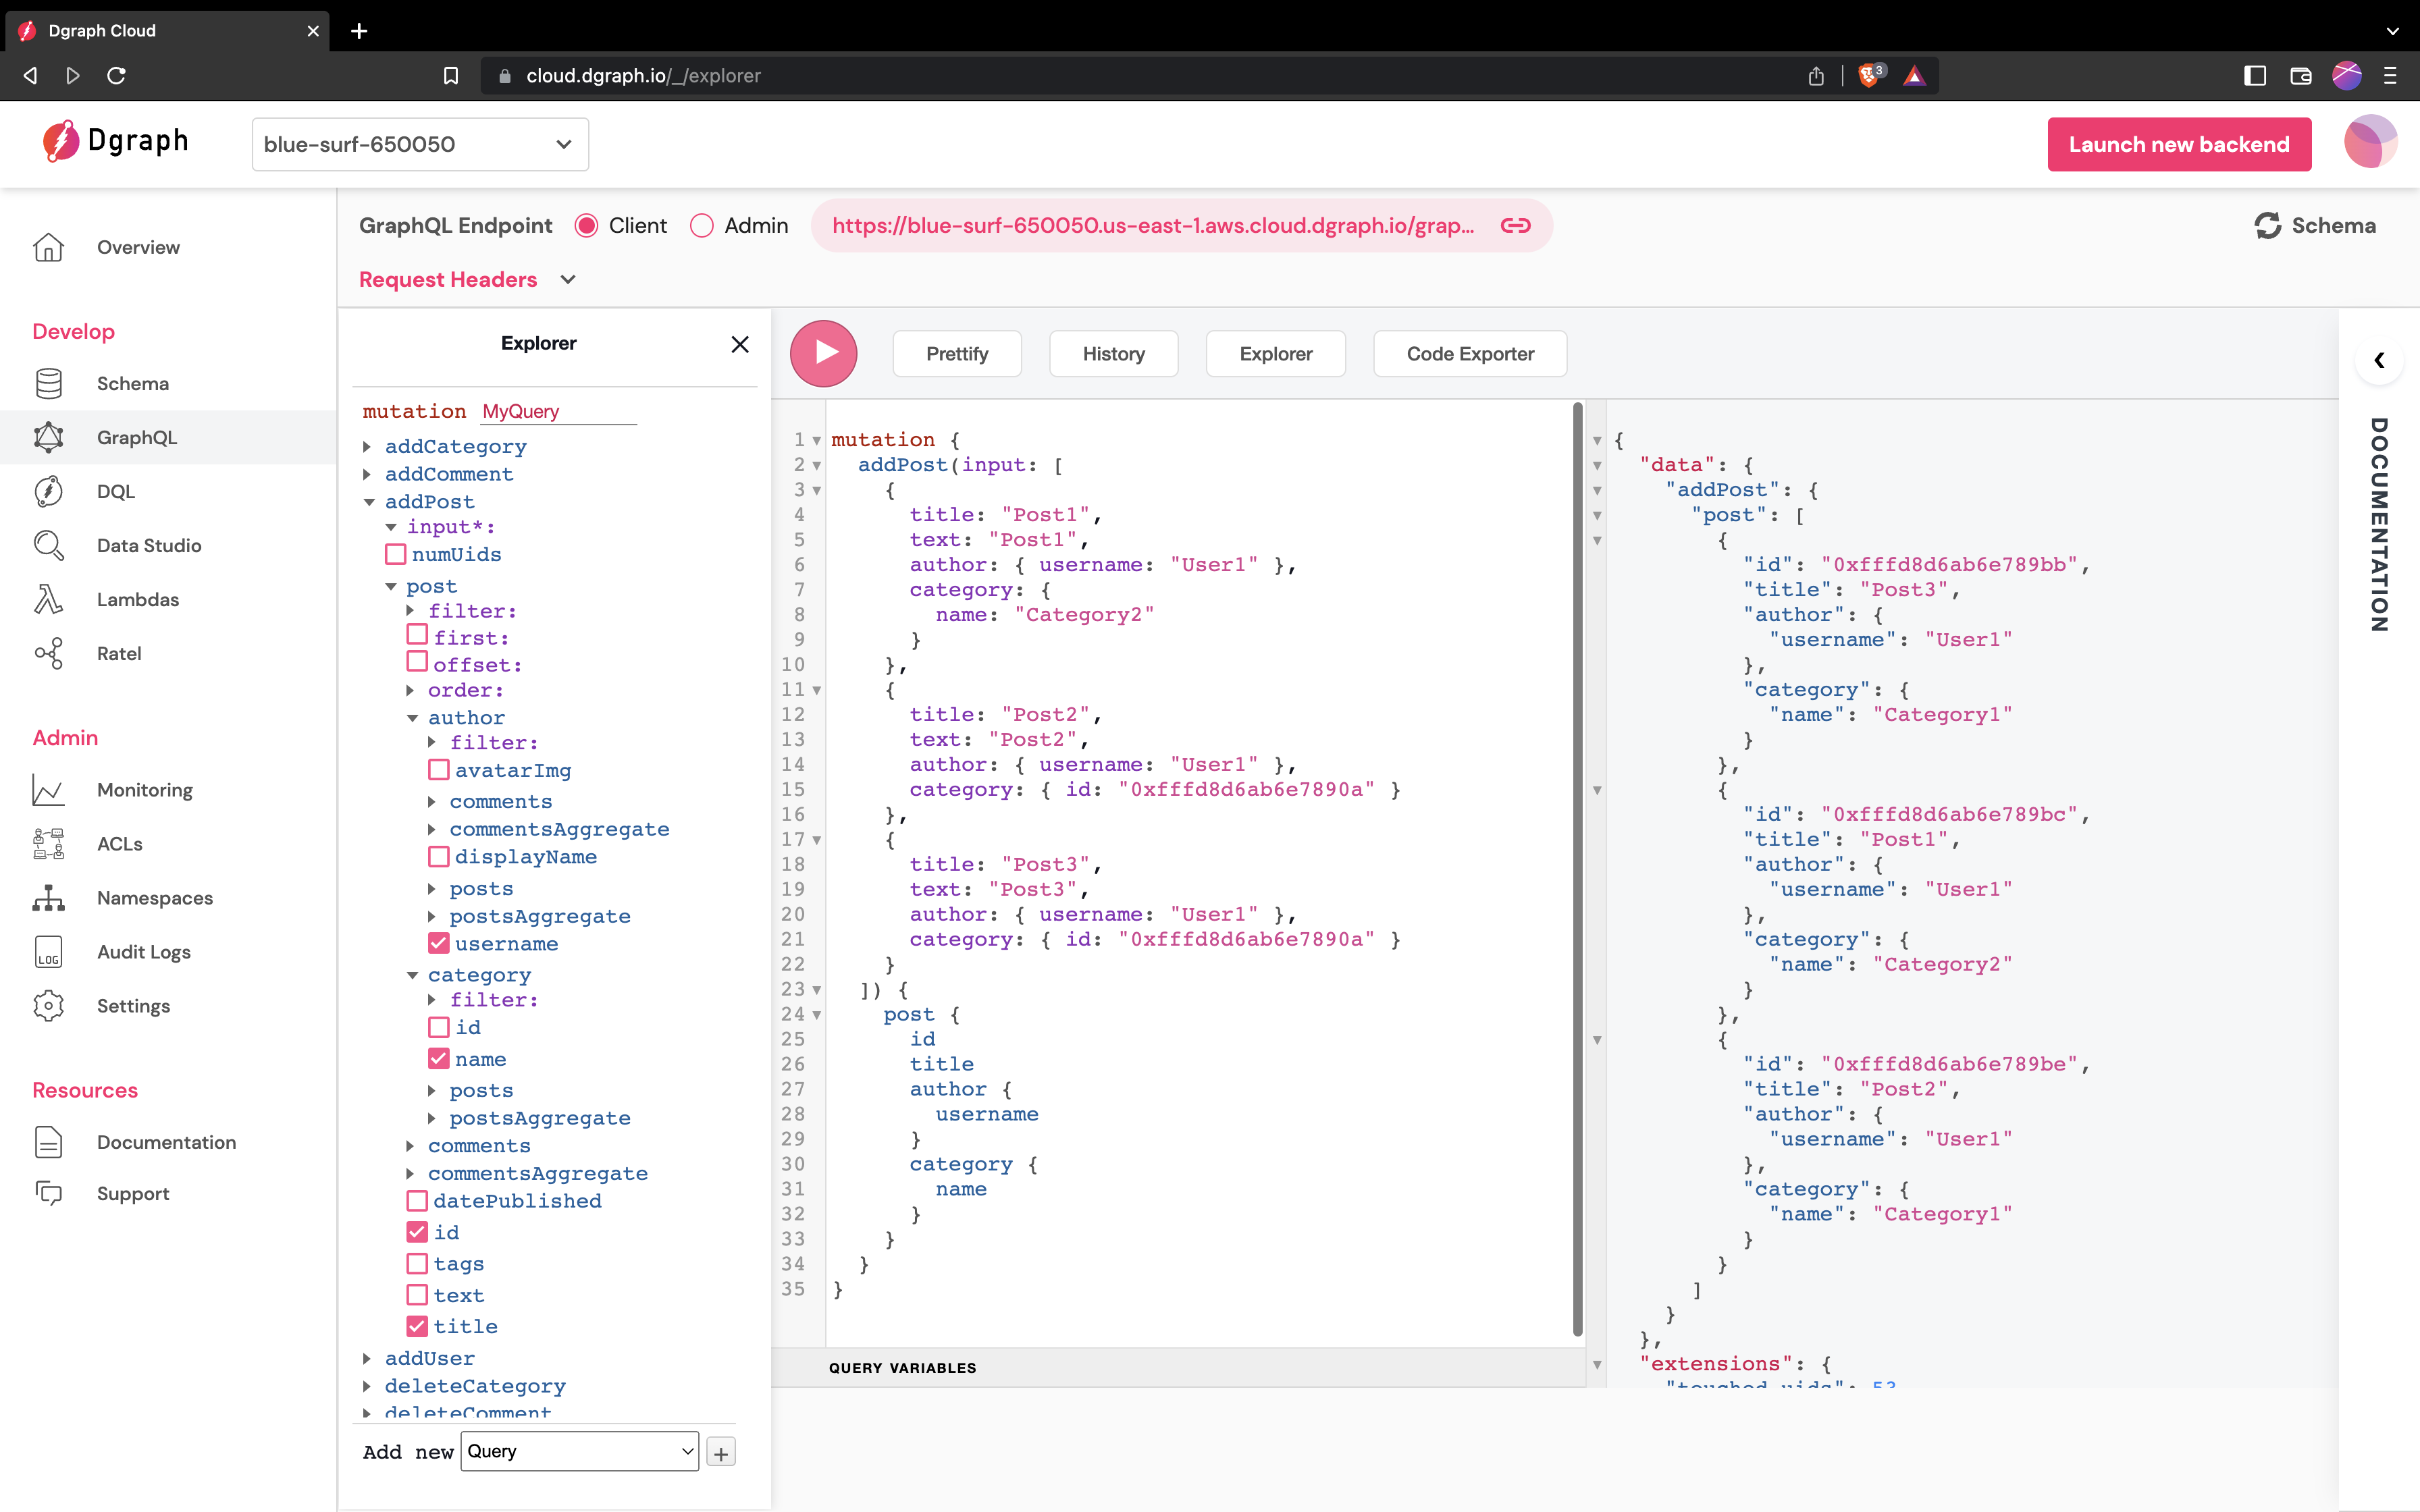 Dgraph Cloud
cloud.dgraph.io/_/explorer
3
Dgraph
blue-surf-650050
Launch new backend
Overview
Develop
Schema
GraphQL
DQL
Data Studio
Lambdas
Ratel
Admin
Monitoring
ACLs
Namespaces
LOG
Audit Logs
Settings
Resources
Documentation
Support
GraphQL Endpoint
Client
Admin
https://blue-surf-650050.us-east-1.aws.cloud.dgraph.io/grap...
Schema
Request Headers
Explorer
mutation MyQuery
addCategory
addComment
addPost
input*:
numUids
post
filter:
first:
offset:
order:
author
filter:
avatarImg
comments
commentsAggregate
displayName
posts
postsAggregate
username
category
filter:
id
name
posts
postsAggregate
comments
commentsAggregate
datePublished
id
tags
text
title
addUser
deleteCategory
deleteComment
Add new Query +
Prettify
History
Explorer
Code Exporter
1 mutation {
2 addPost(input: [
3 {
4 title: "Post1",
5 text: "Post1",
6 author: { username: "User1" },
7 category: {
8 name: "Category2"
9 }
10 },
11 {
12 title: "Post2",
13 text: "Post2",
14 author: { username: "User1" },
15 category: { id: "0xfffd8d6ab6e7890a" }
16 },
17 {
18 title: "Post3",
19 text: "Post3",
20 author: { username: "User1" },
21 category: { id: "0xfffd8d6ab6e7890a" }
22 }
23 ]) {
24 post {
25 id
26 title
27 author {
28 username
29 }
30 category {
31 name
32 }
33 }
34 }
35 }
QUERY VARIABLES
{
"data": {
"addPost": {
"post": [
{
"id": "0xfffd8d6ab6e789bb",
"title": "Post3",
"author": {
"username": "User1"
},
"category": {
"name": "Category1"
}
},
{
"id": "0xfffd8d6ab6e789bc",
"title": "Post1",
"author": {
"username": "User1"
},
"category": {
"name": "Category2"
}
},
{
"id": "0xfffd8d6ab6e789be",
"title": "Post2",
"author": {
"username": "User1"
},
"category": {
"name": "Category1"
}
}
]
}
},
"extensions": {
"touched_uids": 53
DOCUMENTATION